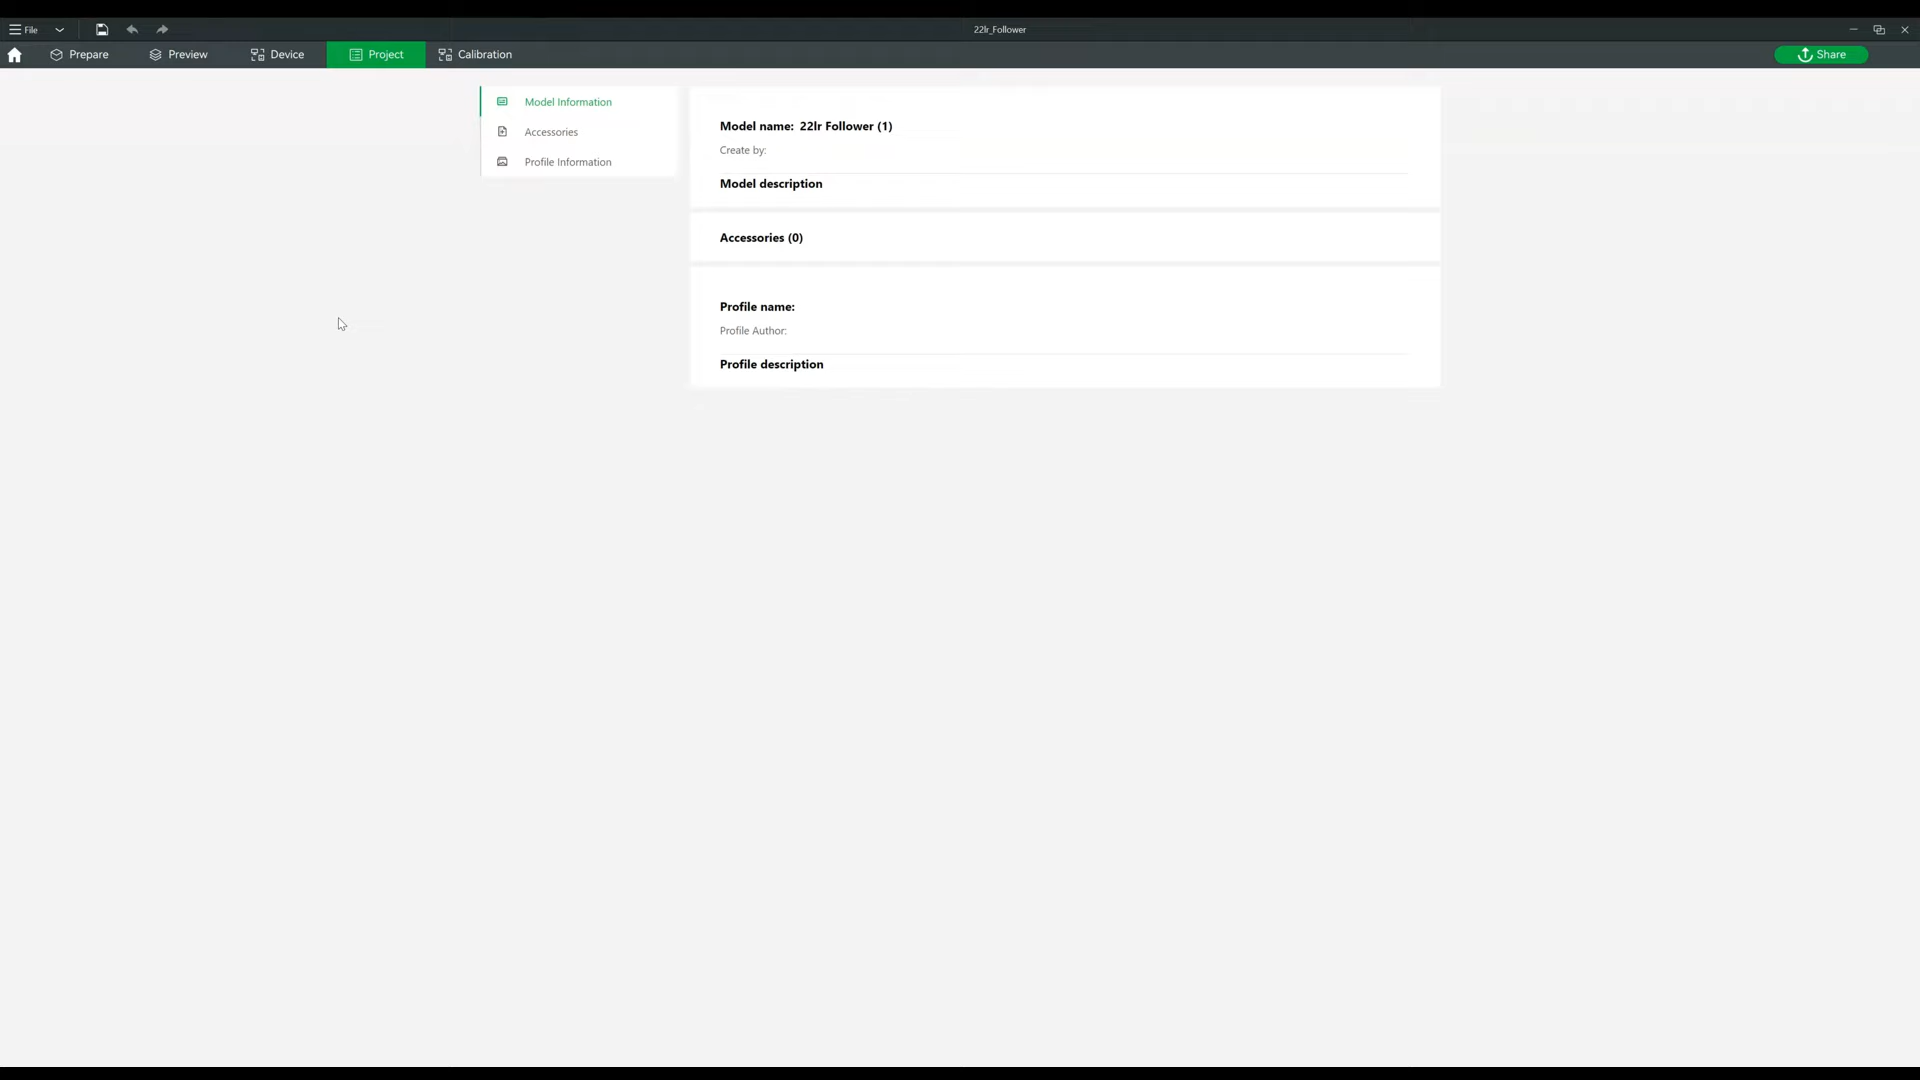 File
22lr_Follower
Prepare
Preview
Device
Project
Calibration
Share
Model Information
Accessories
Profile Information
Model name: 22lr Follower (1)
Create by:
Model description
Accessories (0)
Profile name:
Profile Author:
Profile description